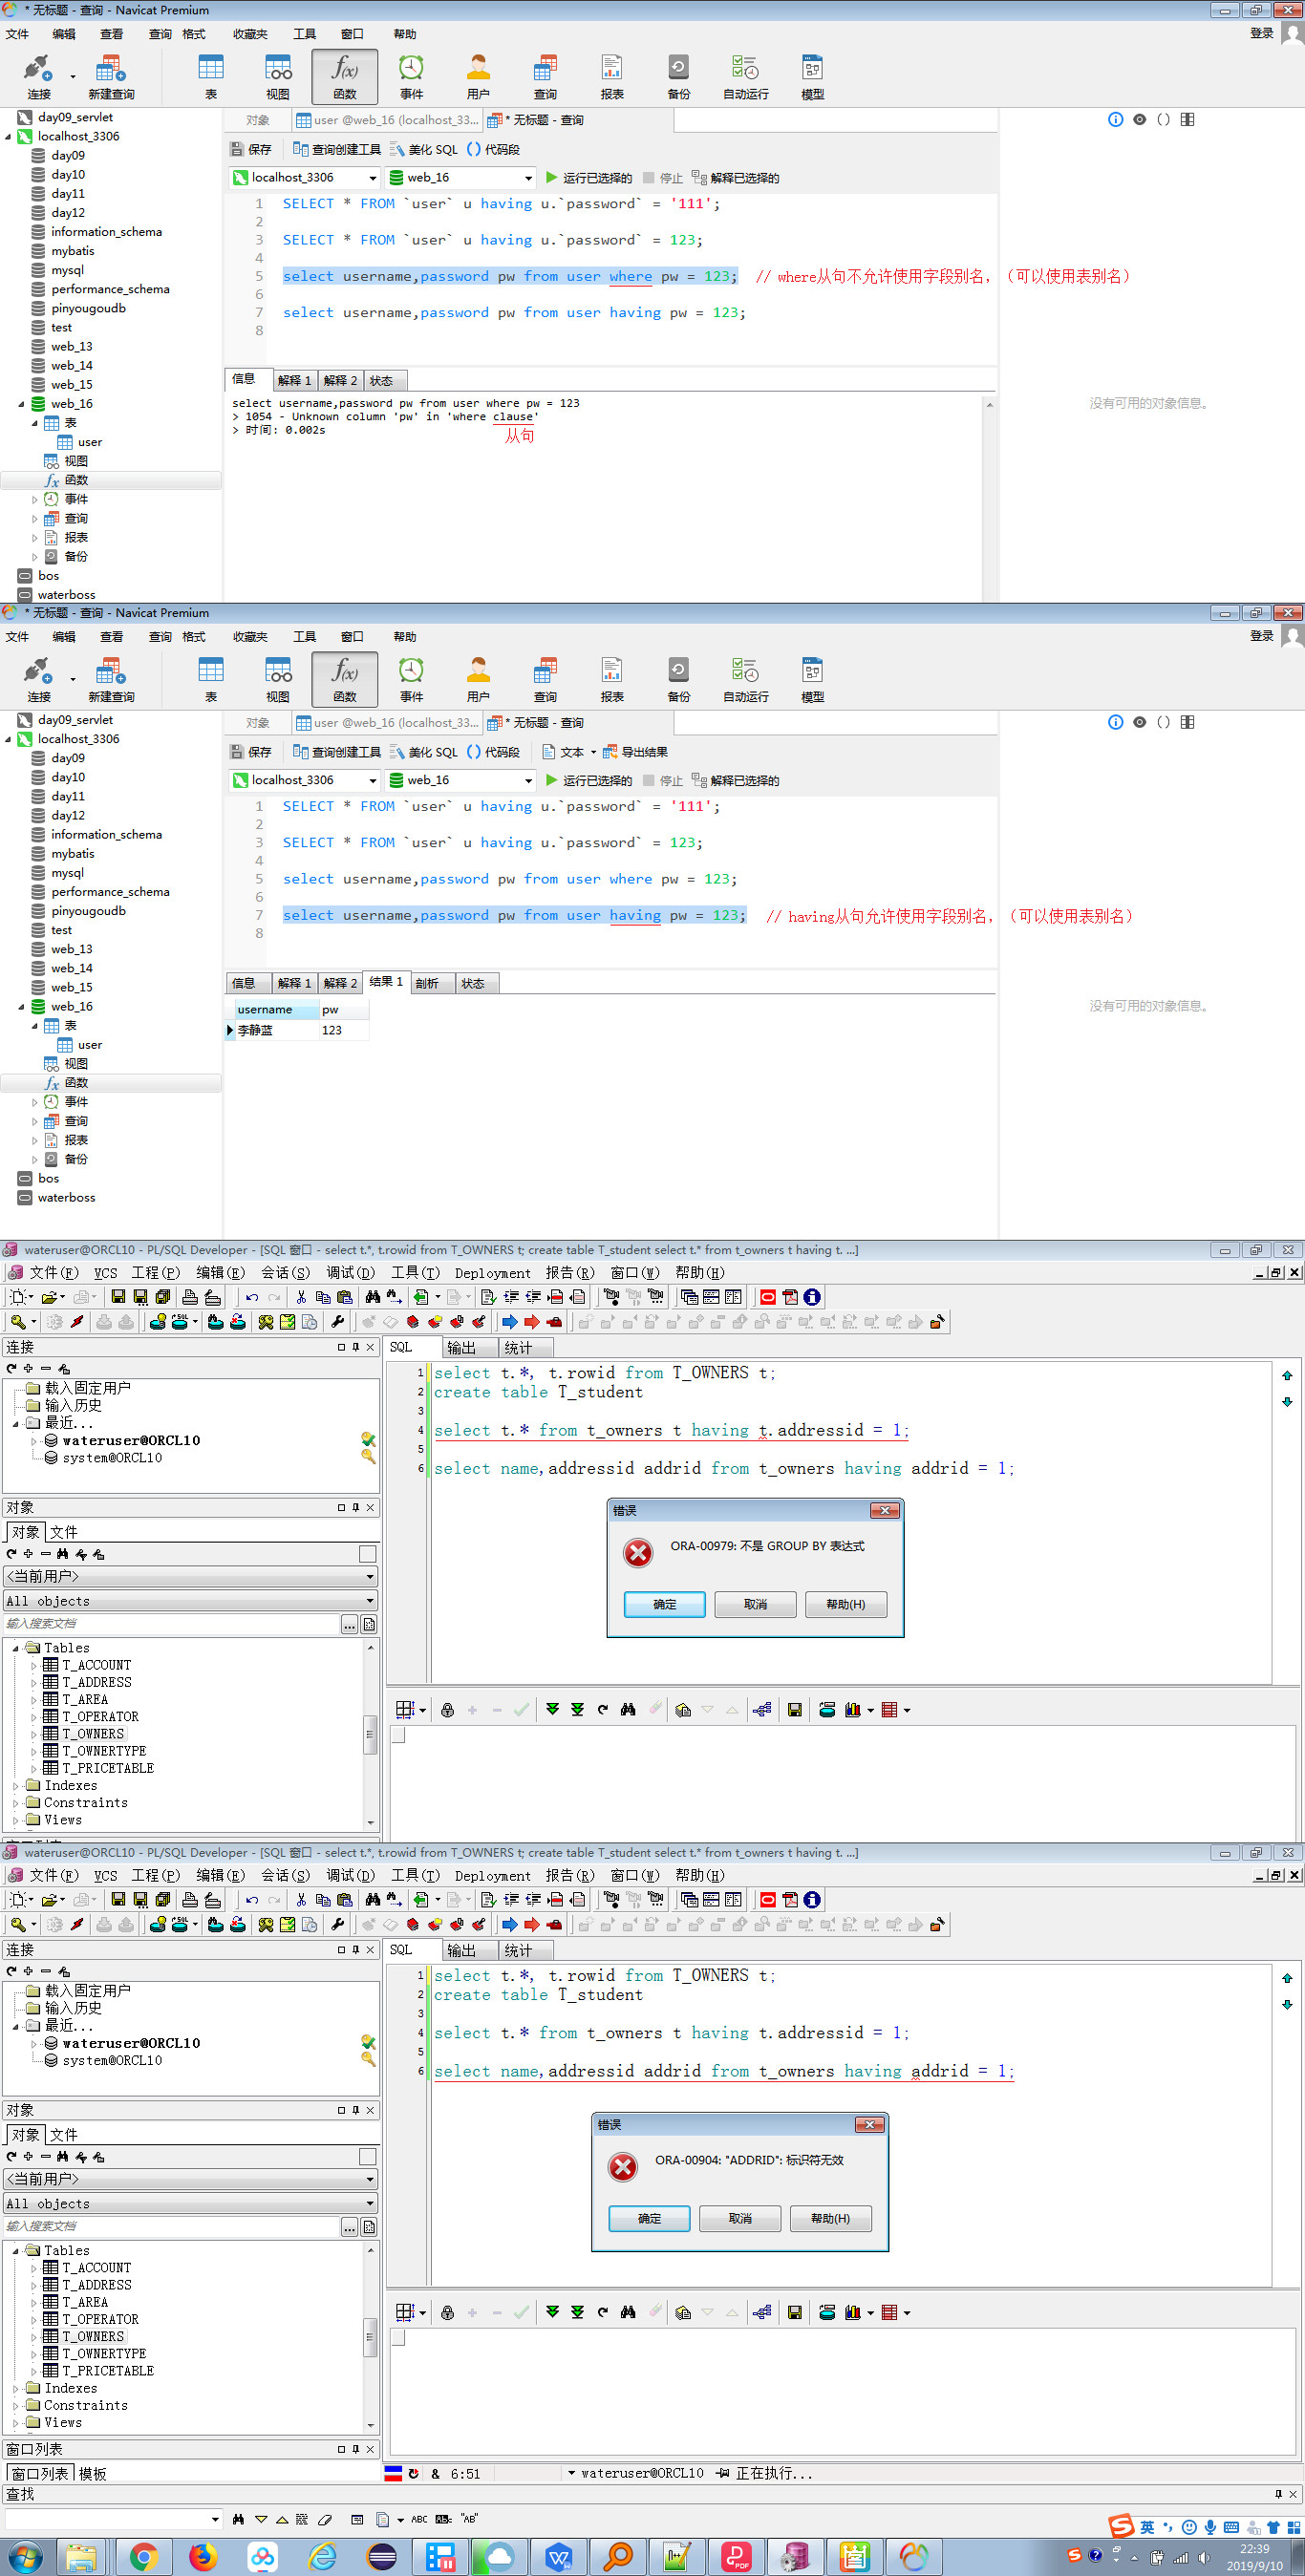 * 无标题 - 查询 - Navicat Premium
文件 编辑 查看 查询 格式 收藏夹 工具 窗口 帮助 登录
连接 新建查询 表 视图 函数 事件 用户 查询 报表 备份 自动运行 模型
day09_servlet
localhost_3306
day09
day10
day11
day12
information_schema
mybatis
mysql
performance_schema
pinyougoudb
test
web_13
web_14
web_15
web_16
表
user
视图
函数
事件
查询
报表
备份
bos
waterboss
对象 user @web_16 (localhost_33... * 无标题 - 查询
保存 查询创建工具 美化 SQL 代码段
localhost_3306 web_16 运行已选择的 停止 解释已选择的
1 SELECT * FROM `user` u having u.`password` = '111';
2
3 SELECT * FROM `user` u having u.`password` = 123;
4
5 select username,password pw from user where pw = 123; // where从句不允许使用字段别名，（可以使用表别名）
6
7 select username,password pw from user having pw = 123;
8
信息 解释 1 解释 2 状态
select username,password pw from user where pw = 123
> 1054 - Unknown column 'pw' in 'where clause'
> 时间: 0.002s
从句
没有可用的对象信息。
* 无标题 - 查询 - Navicat Premium
文件 编辑 查看 查询 格式 收藏夹 工具 窗口 帮助 登录
连接 新建查询 表 视图 函数 事件 用户 查询 报表 备份 自动运行 模型
day09_servlet
localhost_3306
day09
day10
day11
day12
information_schema
mybatis
mysql
performance_schema
pinyougoudb
test
web_13
web_14
web_15
web_16
表
user
视图
函数
事件
查询
报表
备份
bos
waterboss
对象 user @web_16 (localhost_33... * 无标题 - 查询
保存 查询创建工具 美化 SQL 代码段 文本 导出结果
localhost_3306 web_16 运行已选择的 停止 解释已选择的
1 SELECT * FROM `user` u having u.`password` = '111';
2
3 SELECT * FROM `user` u having u.`password` = 123;
4
5 select username,password pw from user where pw = 123;
6
7 select username,password pw from user having pw = 123; // having从句允许使用字段别名，（可以使用表别名）
8
信息 解释 1 解释 2 结果 1 剖析 状态
username pw
李静蓝 123
没有可用的对象信息。
wateruser@ORCL10 - PL/SQL Developer - [SQL 窗口 - select t.*, t.rowid from T_OWNERS t; create table T_student select t.* from t_owners t having t. ...]
文件(F) VCS 工程(P) 编辑(E) 会话(S) 调试(D) 工具(T) Deployment 报告(R) 窗口(W) 帮助(H)
连接
载入固定用户
输入历史
最近...
wateruser@ORCL10
system@ORCL10
对象
对象 文件
<当前用户>
All objects
输入搜索文档
Tables
T_ACCOUNT
T_ADDRESS
T_AREA
T_OPERATOR
T_OWNERS
T_OWNERTYPE
T_PRICETABLE
Indexes
Constraints
Views
SQL 输出 统计
1 select t.*, t.rowid from T_OWNERS t;
2 create table T_student
3
4 select t.* from t_owners t having t.addressid = 1;
5
6 select name,addressid addrid from t_owners having addrid = 1;
错误
ORA-00979: 不是 GROUP BY 表达式
确定 取消 帮助(H)
wateruser@ORCL10 - PL/SQL Developer - [SQL 窗口 - select t.*, t.rowid from T_OWNERS t; create table T_student select t.* from t_owners t having t. ...]
文件(F) VCS 工程(P) 编辑(E) 会话(S) 调试(D) 工具(T) Deployment 报告(R) 窗口(W) 帮助(H)
连接
载入固定用户
输入历史
最近...
wateruser@ORCL10
system@ORCL10
对象
对象 文件
<当前用户>
All objects
输入搜索文档
Tables
T_ACCOUNT
T_ADDRESS
T_AREA
T_OPERATOR
T_OWNERS
T_OWNERTYPE
T_PRICETABLE
Indexes
Constraints
Views
SQL 输出 统计
1 select t.*, t.rowid from T_OWNERS t;
2 create table T_student
3
4 select t.* from t_owners t having t.addressid = 1;
5
6 select name,addressid addrid from t_owners having addrid = 1;
错误
ORA-00904: "ADDRID": 标识符无效
确定 取消 帮助(H)
窗口列表
窗口列表 模板
& 6:51 wateruser@ORCL10 正在执行...
查找
ABC "AB"
英
22:39
2019/9/10